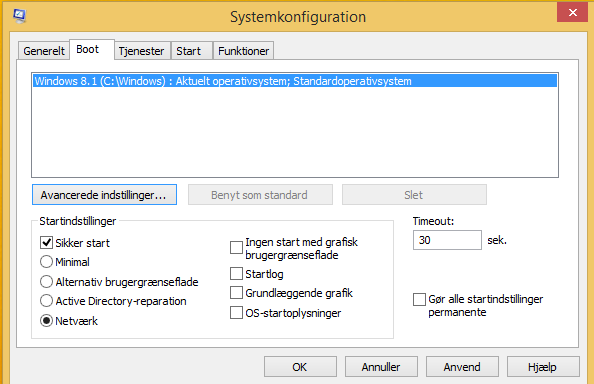 Systemkonfiguration
Generelt Boot Tjenester Start Funktioner
Windows 8.1 (C:\Windows) : Aktuelt operativsystem; Standardoperativsystem
Avancerede indstillinger... Benyt som standard Slet
Startindstillinger
Sikker start
Minimal
Alternativ brugergrænseflade
Active Directory-reparation
Netværk
Ingen start med grafisk
brugergrænseflade
Startlog
Grundlæggende grafik
OS-startoplysninger
Timeout:
30 sek.
Gør alle startindstillinger
permanente
OK Annuller Anvend Hjælp